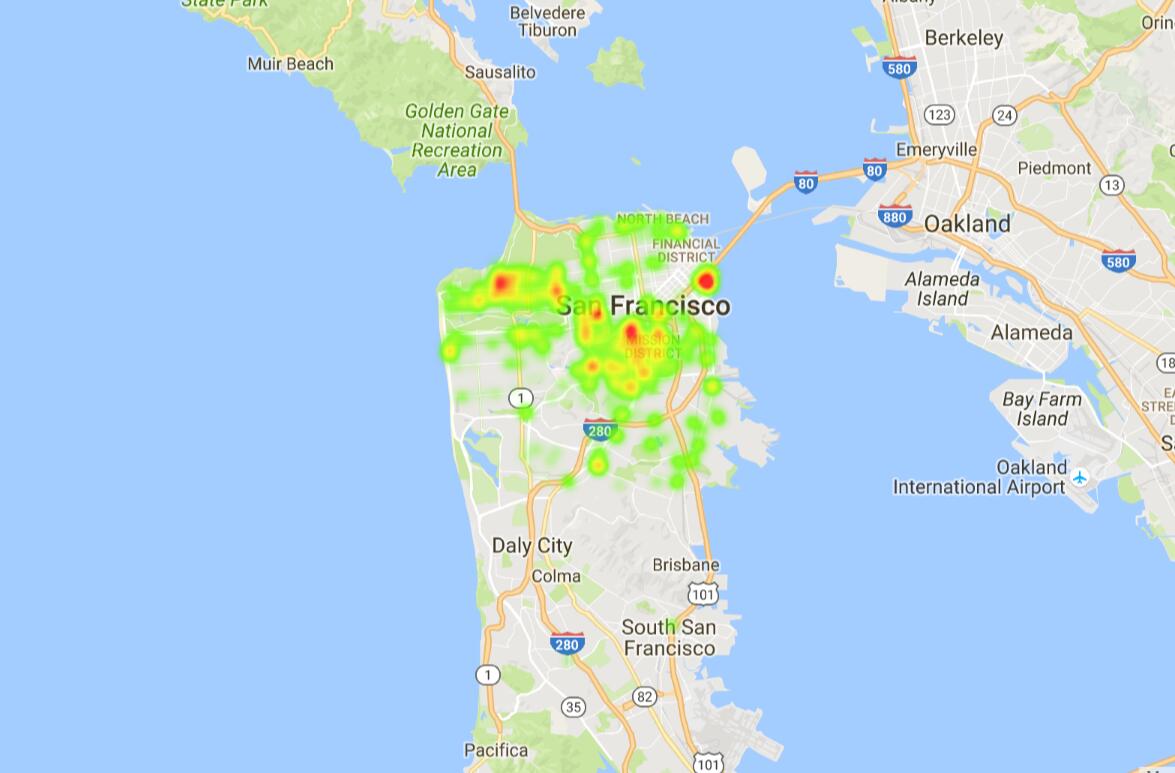 State Park
Belvedere
Tiburon
Albany
Berkeley
Muir Beach
Sausalito
580
Golden Gate
National
Recreation
Area
123
24
Emeryville
80
80
Piedmont
13
880
Oakland
NORTH BEACH
FINANCIAL
DISTRICT
580
Alameda
Island
San Francisco
Alameda
MISSION
DISTRICT
18
1
Bay Farm
Island
280
Oakland
International Airport
Daly City
Colma
Brisbane
101
South San
Francisco
280
1
82
35
Pacifica
101